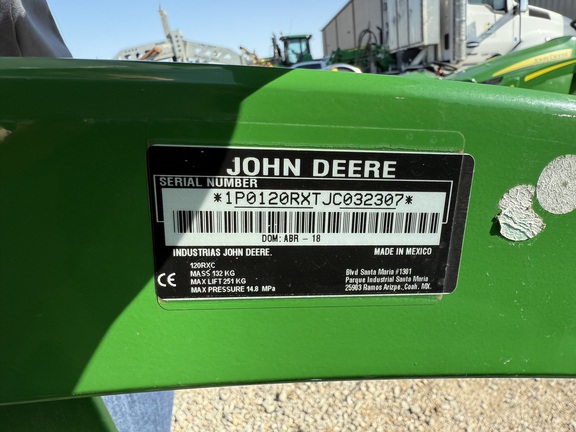 JOHN DEERE
SERIAL NUMBER
*1P0120RXTJC032307*
DOM: ABR - 18
INDUSTRIAS JOHN DEERE. MADE IN MEXICO
120RXC
MASS 132 KG
MAX LIFT 251 KG
MAX PRESSURE 14.8 MPa
CE
Blvd Santa Maria #1301
Parque Industrial Santa Maria
25903 Ramos Arizpe,.Coah. MX.